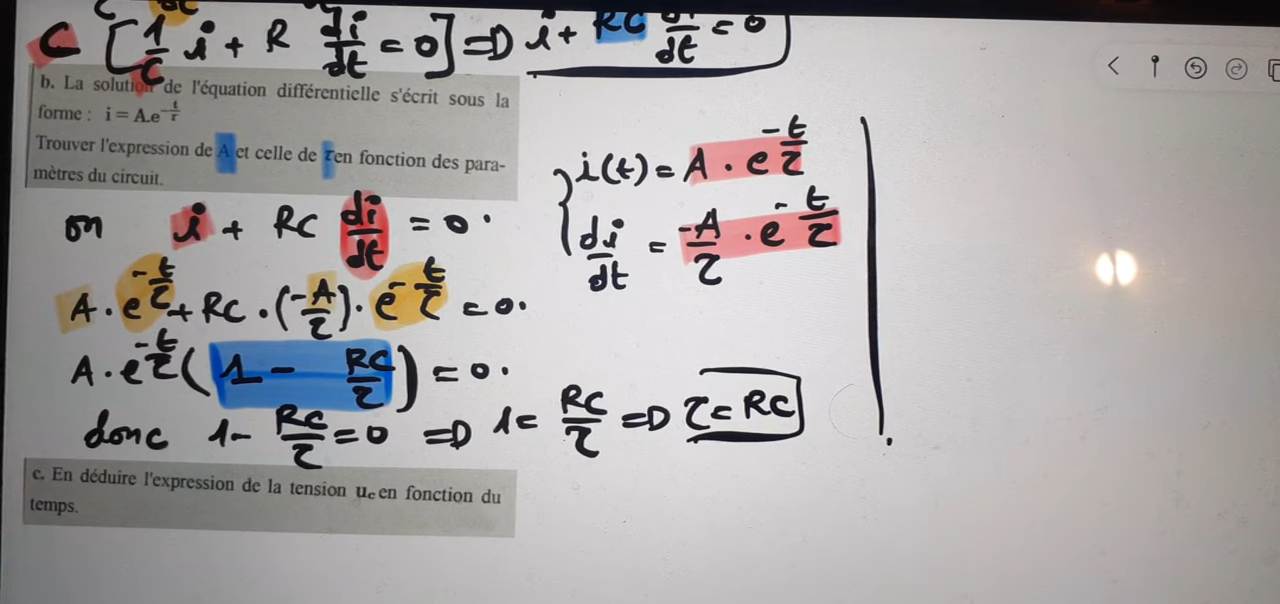 C [1/C i + R di/dt = 0] => i + RC di/dt = 0
b. La solution de l'équation différentielle s'écrit sous la
forme : i = A.e^(-t/τ)
Trouver l'expression de A et celle de τ en fonction des para-
mètres du circuit.
i(t) = A · e^(-t/τ)
di/dt = -A/τ · e^(-t/τ)
on i + RC di/dt = 0.
A · e^(-t/τ) + RC · (-A/τ) · e^(-t/τ) = 0.
A · e^(-t/τ) (1 - RC/τ) = 0.
donc 1 - RC/τ = 0 => 1 = RC/τ => τ = RC
c. En déduire l'expression de la tension uc en fonction du
temps.